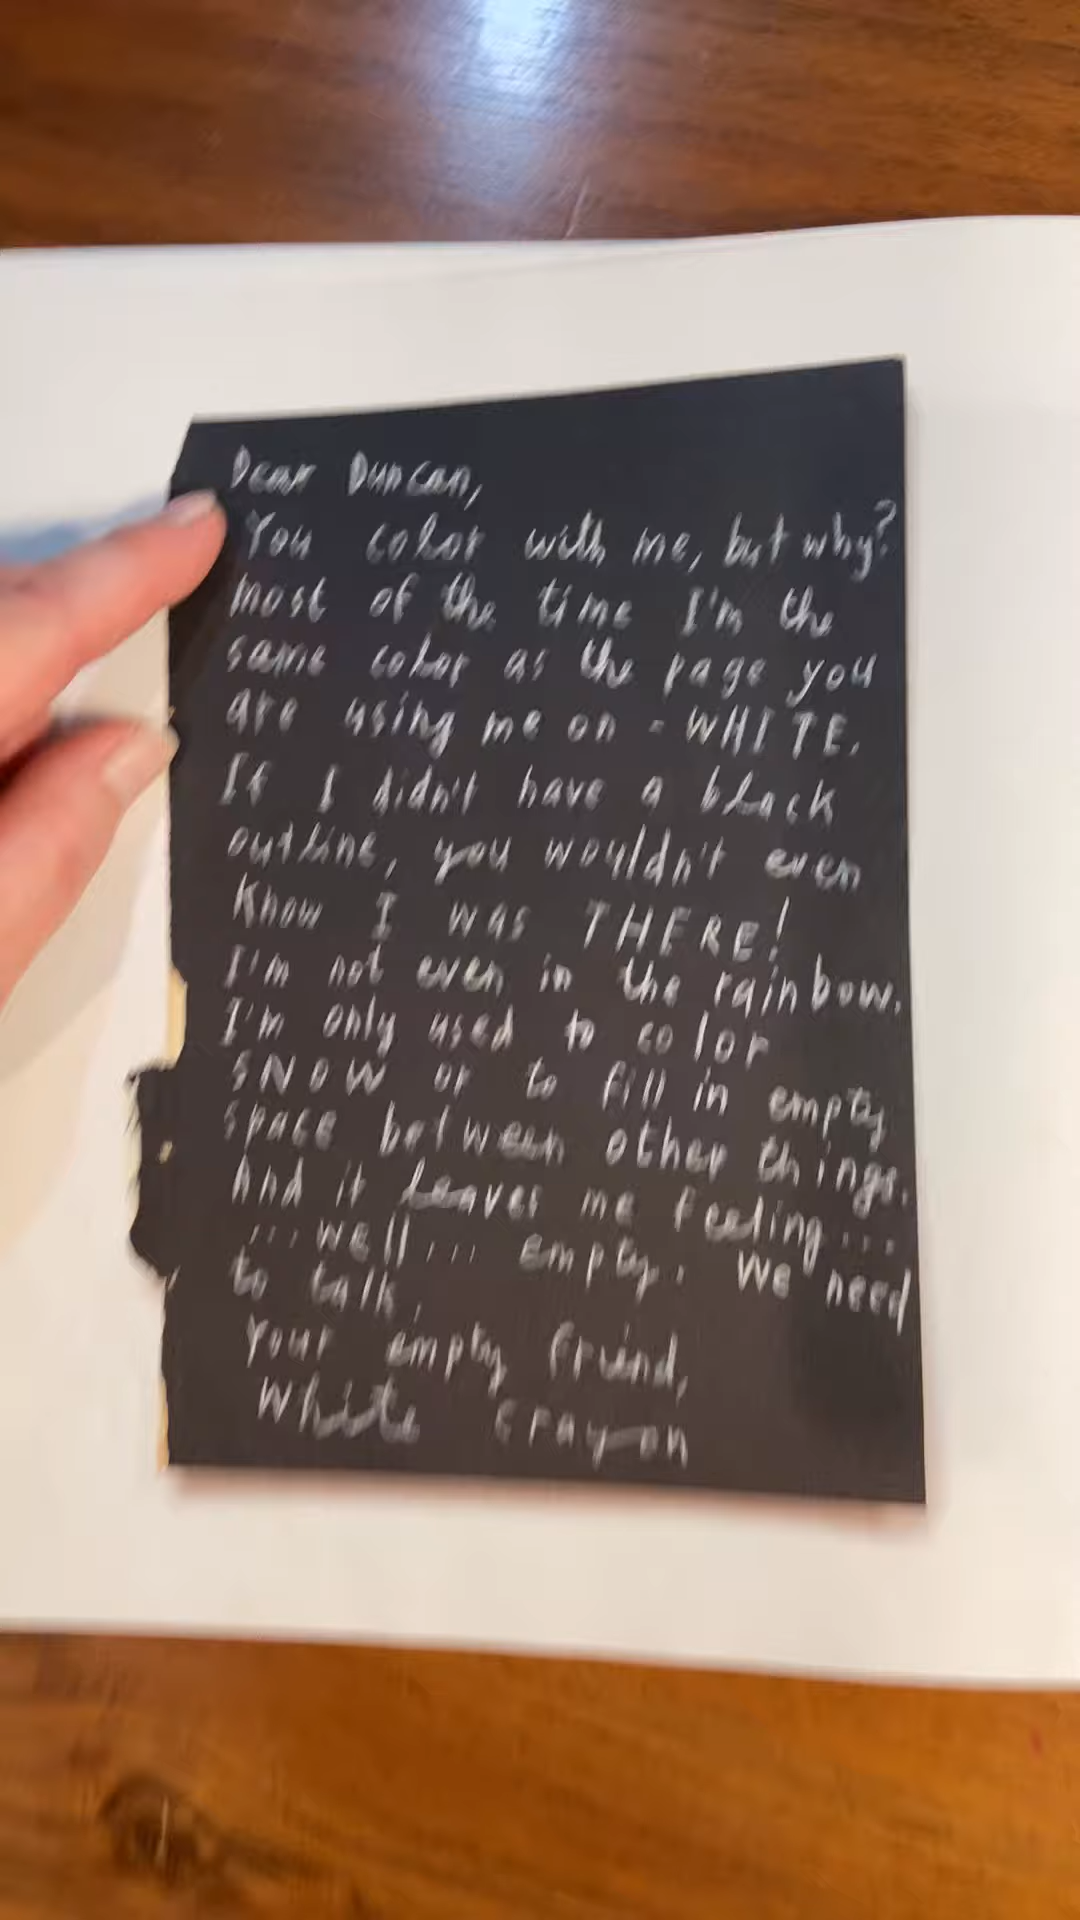 Dear Duncan,
You color with me, but why?
most of the time I'm the
same color as the page you
are using me on - WHITE.
If I didn't have a black
outline, you wouldn't even
know I was THERE!
I'm not even in the rainbow.
I'm only used to color
SNOW or to fill in empty
space between other things.
And it leaves me feeling...
...well... empty. We need
to talk.
Your empty friend,
White crayon